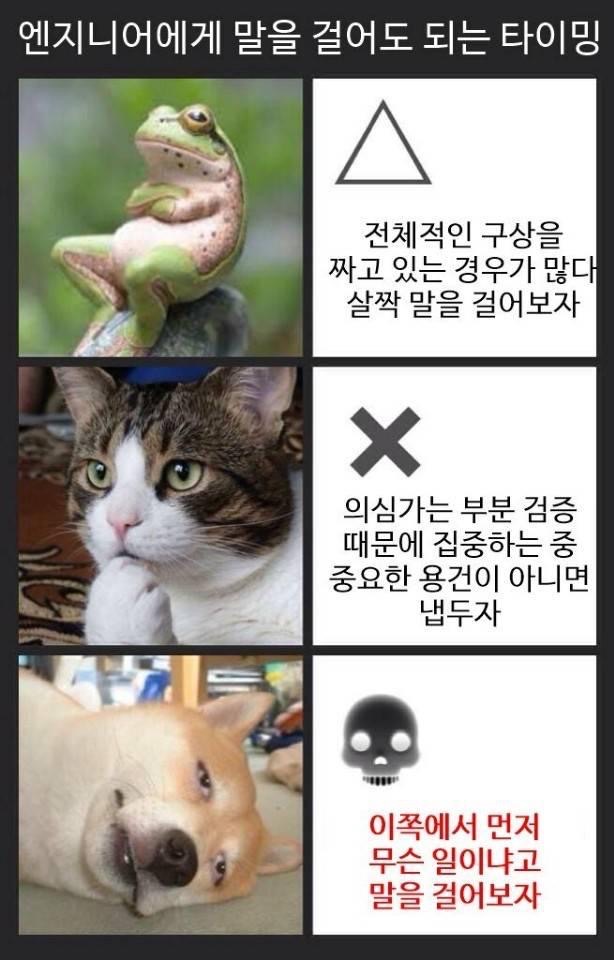 엔지니어에게 말을 걸어도 되는 타이밍
전체적인 구상을
짜고 있는 경우가 많다
살짝 말을 걸어보자
의심가는 부분 검증
때문에 집중하는 중
중요한 용건이 아니면
냅두자
이쪽에서 먼저
무슨 일이냐고
말을 걸어보자